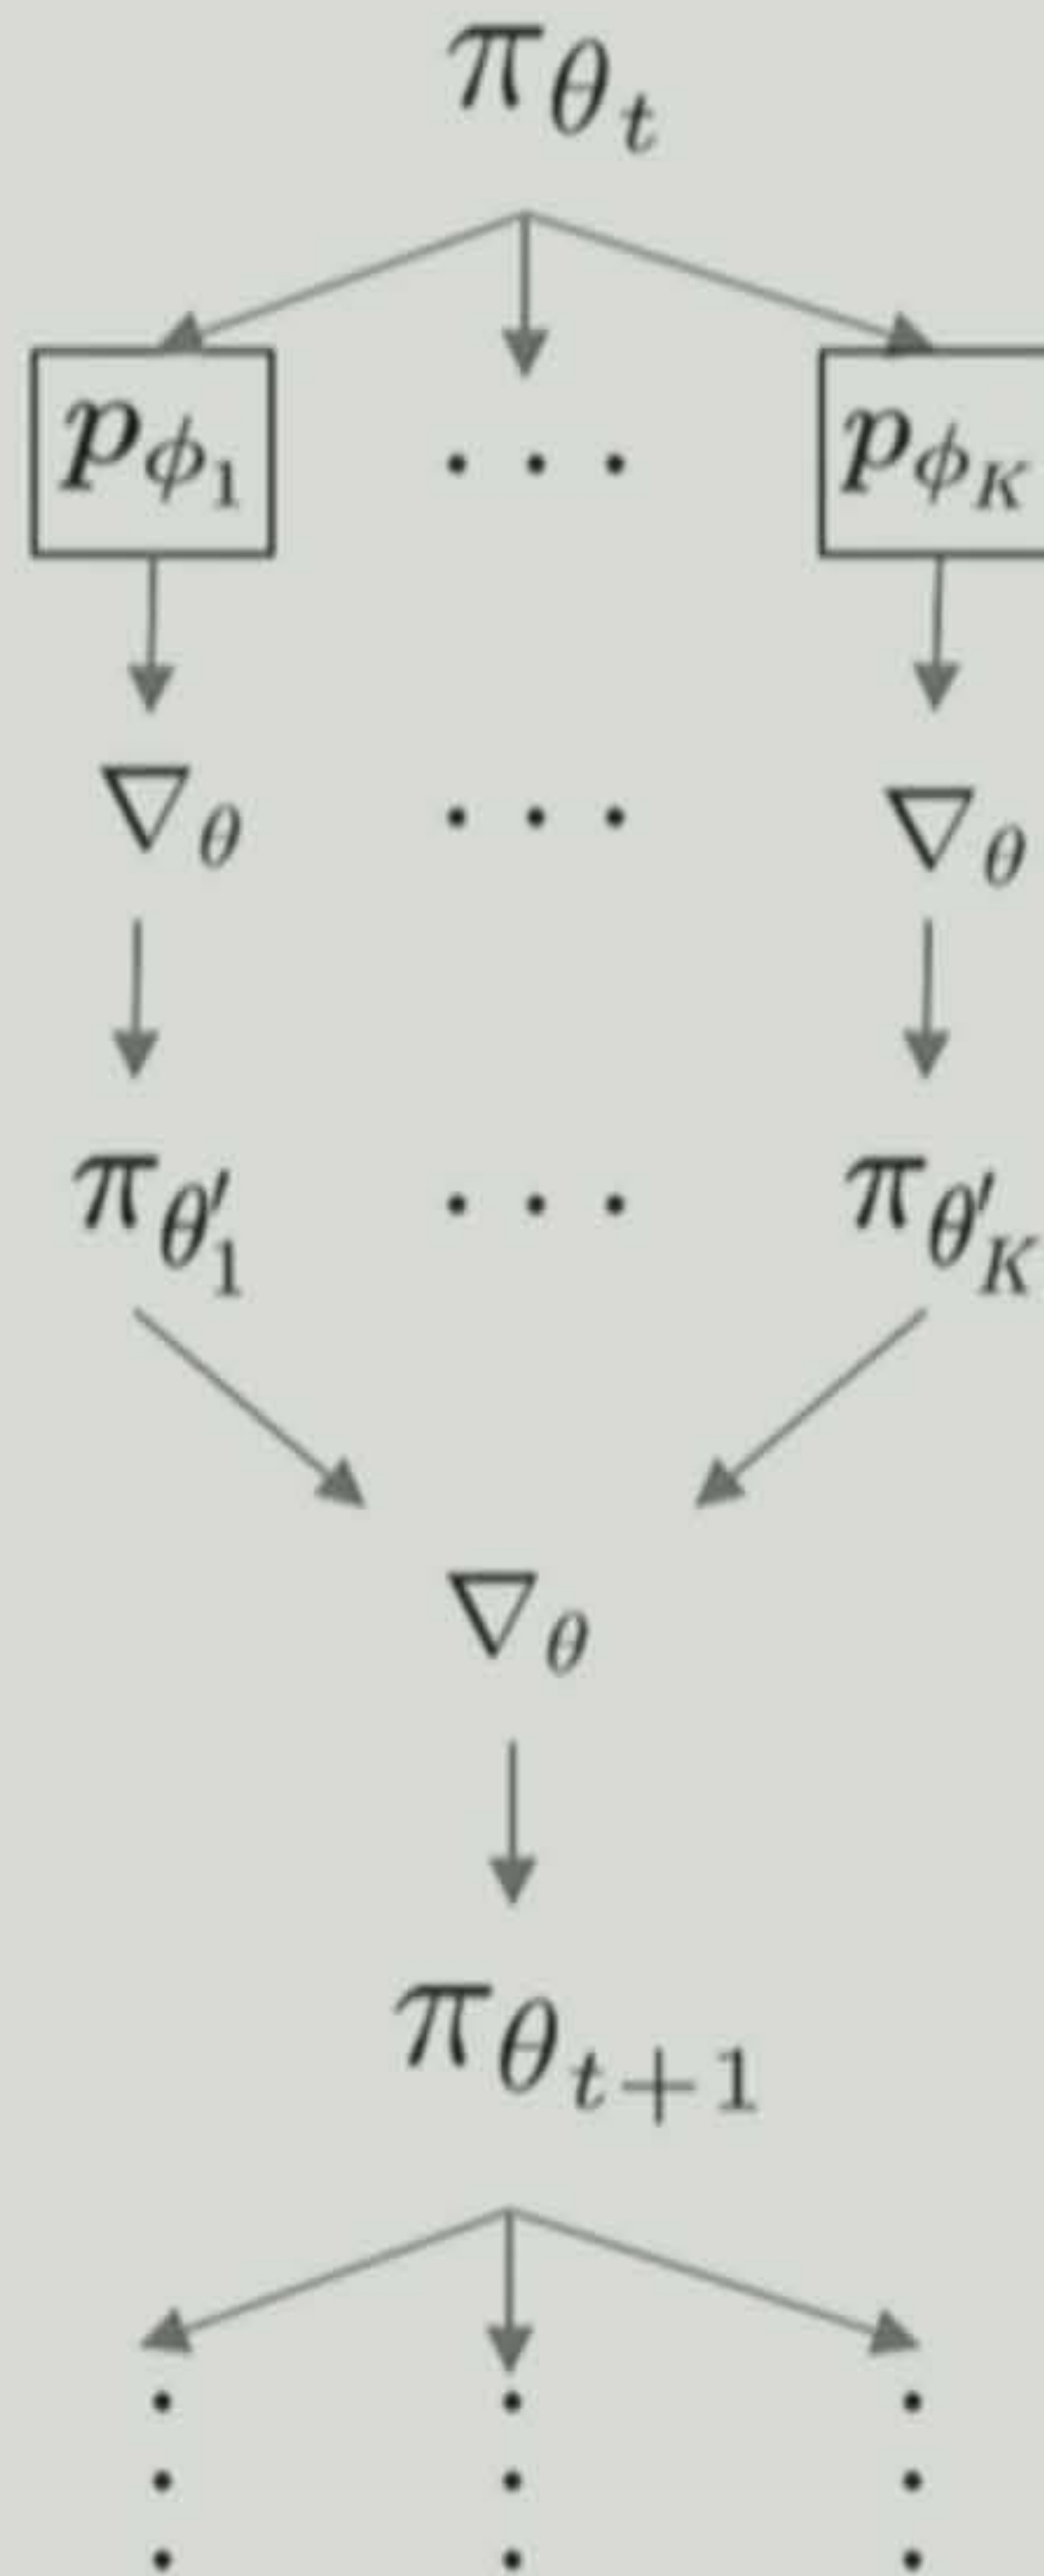 π_{θ_t}
p_{ϕ_1} · · · p_{ϕ_K}
∇_θ · · · ∇_θ
π_{θ'_1} · · · π_{θ'_K}
∇_θ
π_{θ_{t+1}}